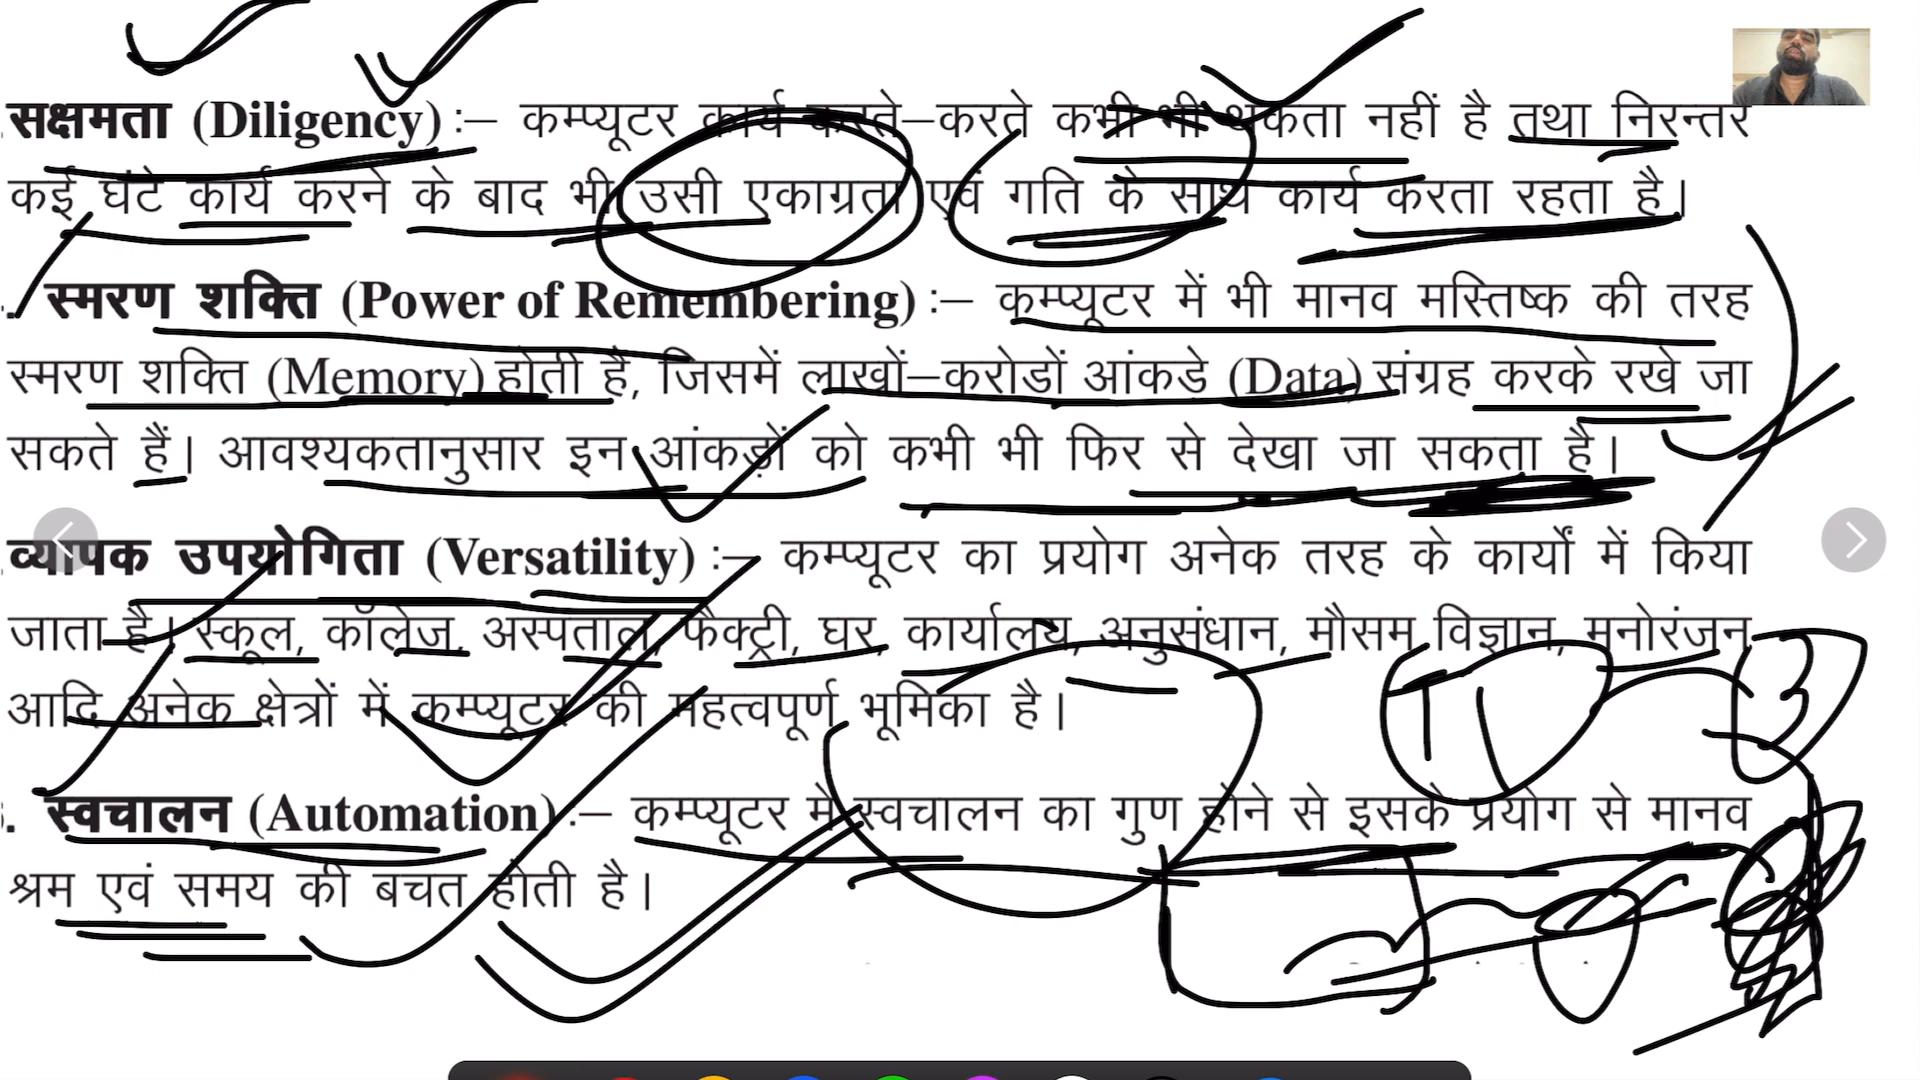 सक्षमता (Diligency) :– कम्प्यूटर कार्य करते–करते कभी भी थकता नहीं है तथा निरन्तर
कई घंटे कार्य करने के बाद भी उसी एकाग्रता एवं गति के साथ कार्य करता रहता है।
. स्मरण शक्ति (Power of Remembering) :– कम्प्यूटर में भी मानव मस्तिष्क की तरह
स्मरण शक्ति (Memory) होती है, जिसमें लाखों–करोडों आंकडे (Data) संग्रह करके रखे जा
सकते हैं। आवश्यकतानुसार इन आंकड़ों को कभी भी फिर से देखा जा सकता है।
व्यापक उपयोगिता (Versatility) :– कम्प्यूटर का प्रयोग अनेक तरह के कार्यों में किया
जाता है। स्कूल, कॉलेज, अस्पताल, फैक्ट्री, घर, कार्यालय, अनुसंधान, मौसम विज्ञान, मनोरंजन
आदि अनेक क्षेत्रों में कम्प्यूटर की महत्वपूर्ण भूमिका है।
. स्वचालन (Automation) :– कम्प्यूटर मे स्वचालन का गुण होने से इसके प्रयोग से मानव
श्रम एवं समय की बचत होती है।